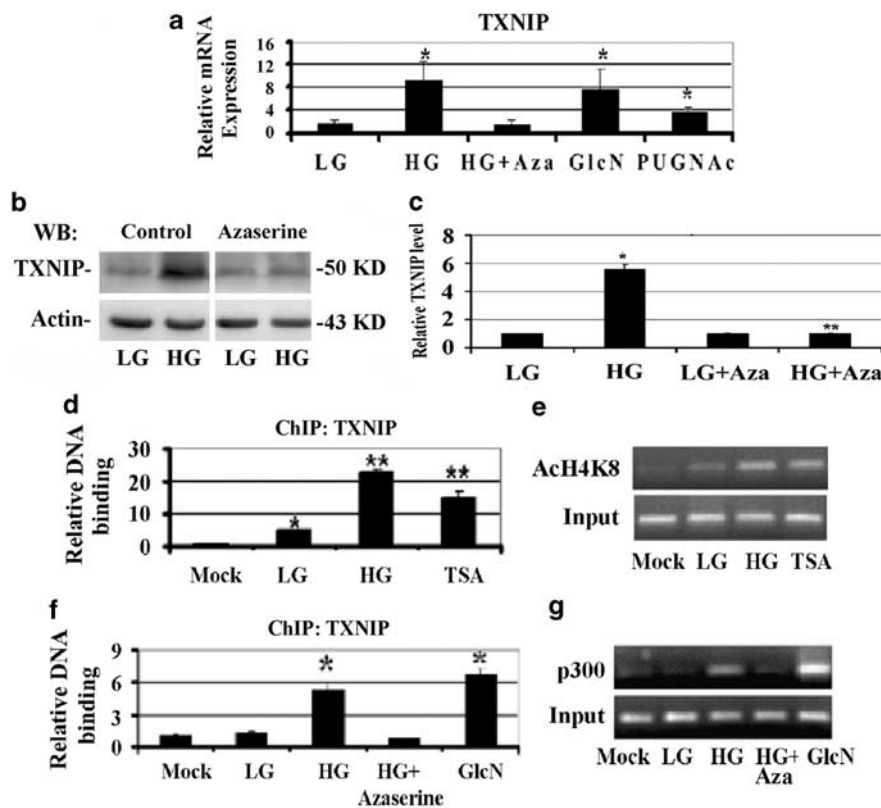 a
TXNIP
Relative mRNA
Expression
16
12
8
4
0
*
*
*
LG HG HG+Aza GlcN PUGNAc
b
WB: Control Azaserine
TXNIP- -50 KD
Actin- -43 KD
LG HG LG HG
c
Relative TXNIP level
8
6
4
2
0
*
**
LG HG LG+Aza HG+Aza
d
ChIP: TXNIP
Relative DNA
binding
30
20
10
0
*
**
**
Mock LG HG TSA
e
AcH4K8
Input
Mock LG HG TSA
f
ChIP: TXNIP
Relative DNA
binding
9
6
3
0
*
*
Mock LG HG HG+ GlcN
Azaserine
g
p300
Input
Mock LG HG HG+ GlcN
Aza